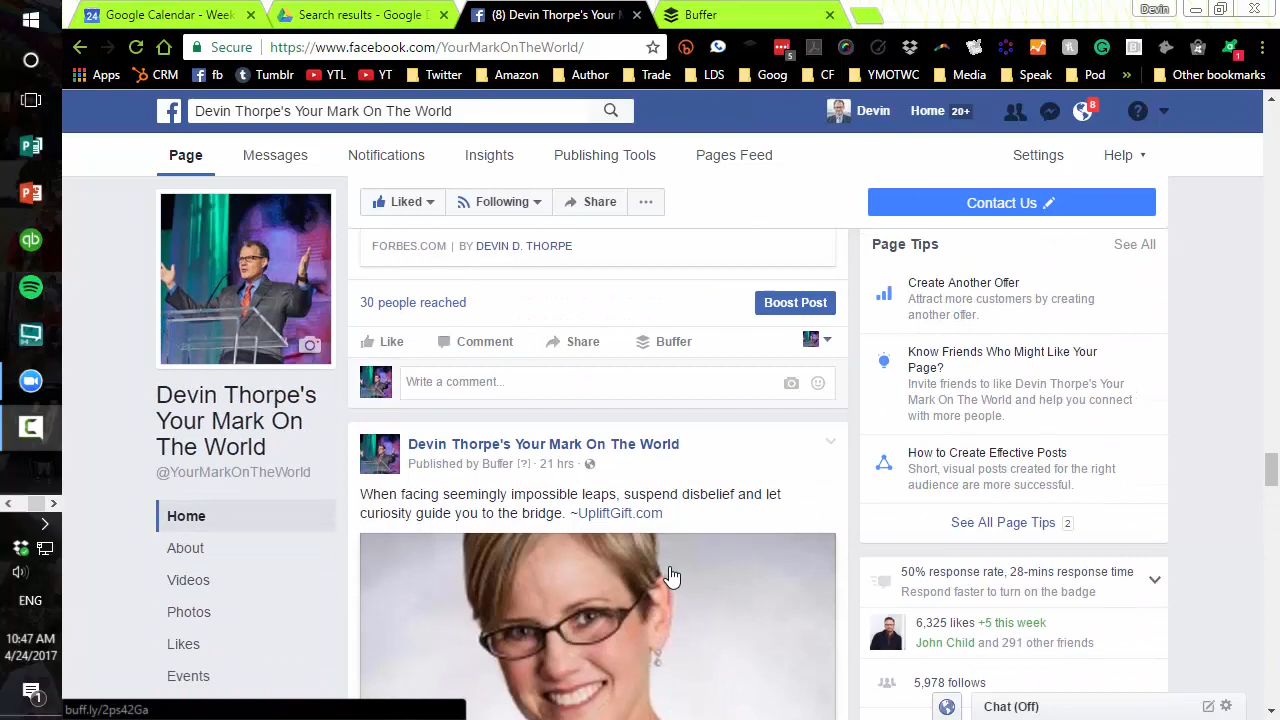 Google Calendar - Week
Search results - Google D
(8) Devin Thorpe's Your M
Buffer
Devin
Secure
https://www.facebook.com/YourMarkOnTheWorld/
5
1
Apps
CRM
fb
Tumblr
YTL
YT
Twitter
Amazon
Author
Trade
LDS
Goog
CF
YMOTWC
Media
Speak
Pod
»
Other bookmarks
Devin Thorpe's Your Mark On The World
Devin
Home 20+
8
Page
Messages
Notifications
Insights
Publishing Tools
Pages Feed
Settings
Help
Liked
Following
Share
Contact Us
FORBES.COM | BY DEVIN D. THORPE
30 people reached
Boost Post
Like
Comment
Share
Buffer
Write a comment...
Devin Thorpe's Your Mark On The World
Published by Buffer [?] · 21 hrs ·
When facing seemingly impossible leaps, suspend disbelief and let
curiosity guide you to the bridge. ~UpliftGift.com
Devin Thorpe's
Your Mark On
The World
@YourMarkOnTheWorld
Home
About
Videos
Photos
Likes
Events
Page Tips
See All
Create Another Offer
Attract more customers by creating
another offer.
Know Friends Who Might Like Your
Page?
Invite friends to like Devin Thorpe's Your
Mark On The World and help you connect
with more people.
How to Create Effective Posts
Short, visual posts created for the right
audience are more successful.
See All Page Tips 2
50% response rate, 28-mins response time
Respond faster to turn on the badge
6,325 likes +5 this week
John Child and 291 other friends
5,978 follows
Chat (Off)
buff.ly/2ps42Ga
ENG
10:47 AM
4/24/2017
1